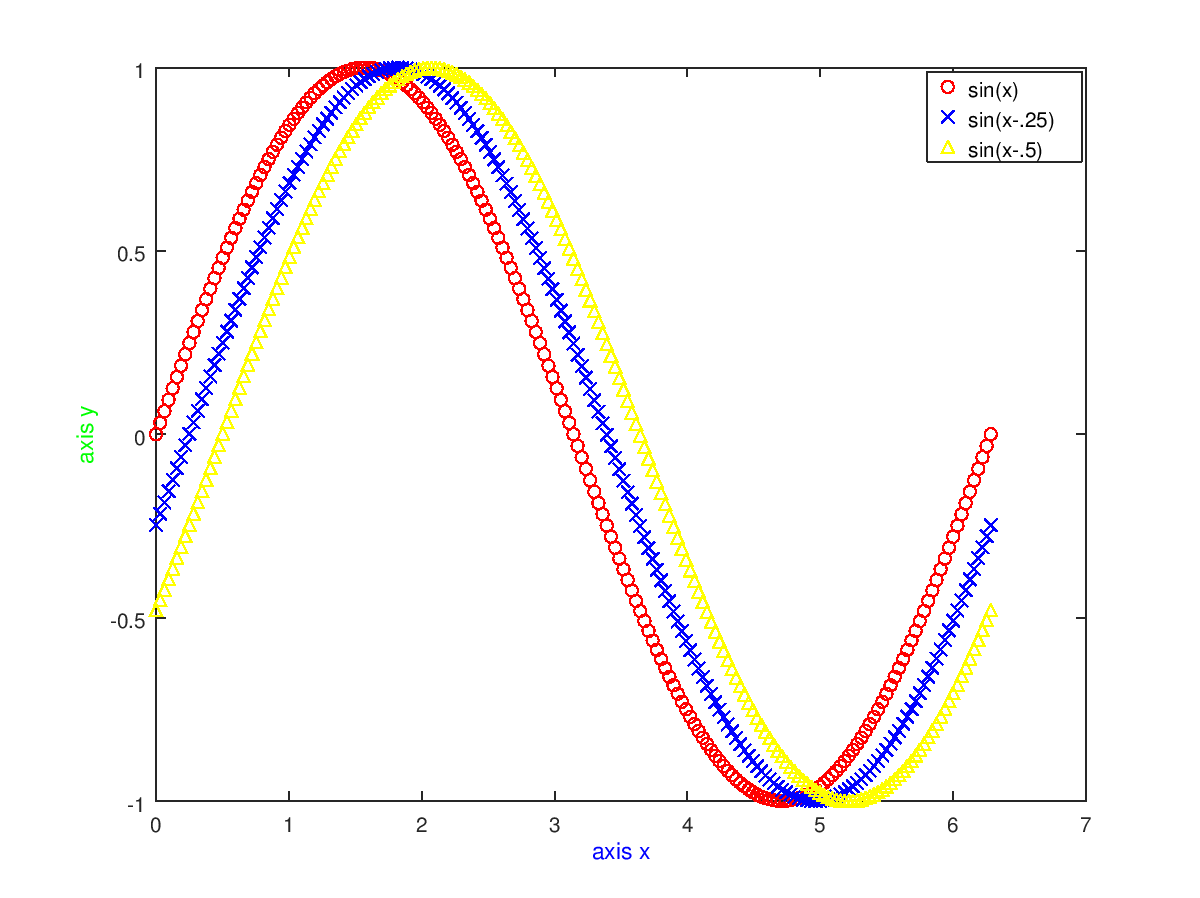 1
0.5
0
-0.5
-1
0 1 2 3 4 5 6 7
axis x
axis y
sin(x)
sin(x-.25)
sin(x-.5)